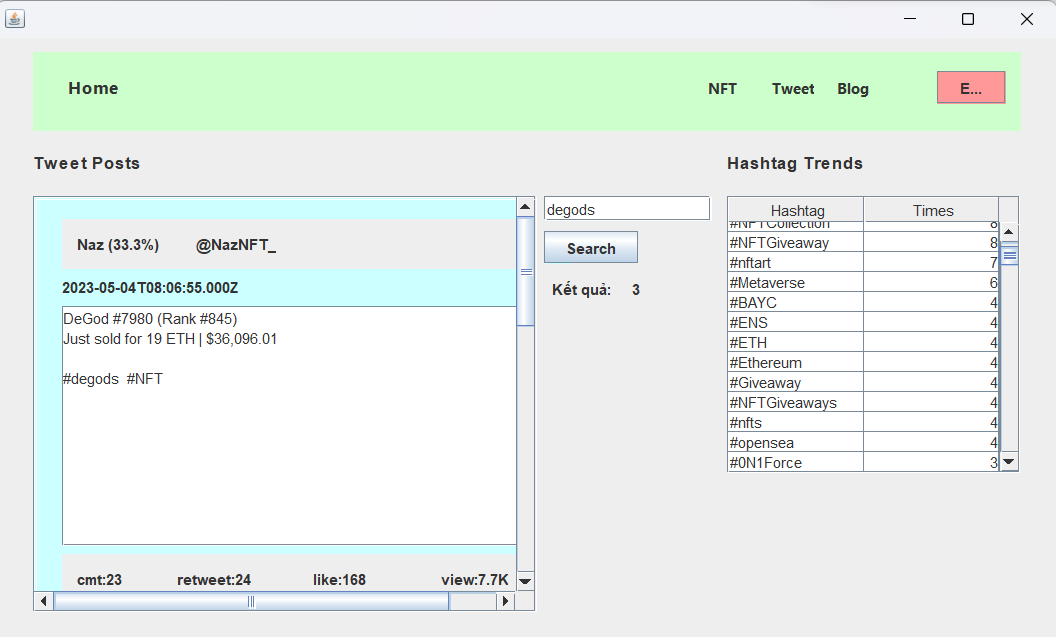 Home NFT Tweet Blog E...
Tweet Posts
Hashtag Trends
Naz (33.3%) @NazNFT_
2023-05-04T08:06:55.000Z
DeGod #7980 (Rank #845)
Just sold for 19 ETH | $36,096.01
#degods #NFT
cmt:23 retweet:24 like:168 view:7.7K
degods
Search
Kết quả: 3
Hashtag Times
#NFTCollection 8
#NFTGiveaway 8
#nftart 7
#Metaverse 6
#BAYC 4
#ENS 4
#ETH 4
#Ethereum 4
#Giveaway 4
#NFTGiveaways 4
#nfts 4
#opensea 4
#0N1Force 3